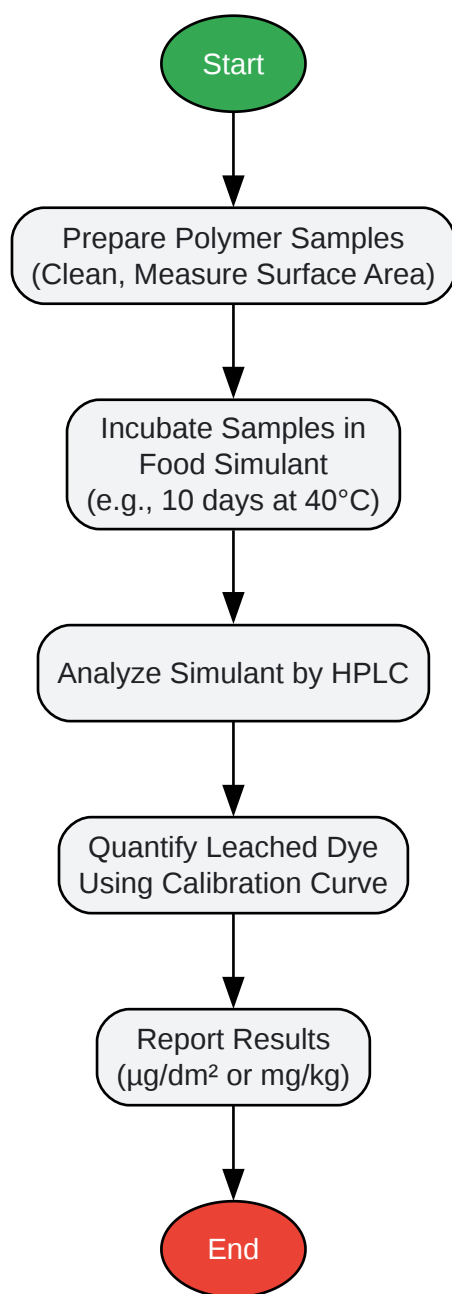 Start
Prepare Polymer Samples
(Clean, Measure Surface Area)
Incubate Samples in
Food Simulant
(e.g., 10 days at 40°C)
Analyze Simulant by HPLC
Quantify Leached Dye
Using Calibration Curve
Report Results
(µg/dm² or mg/kg)
End